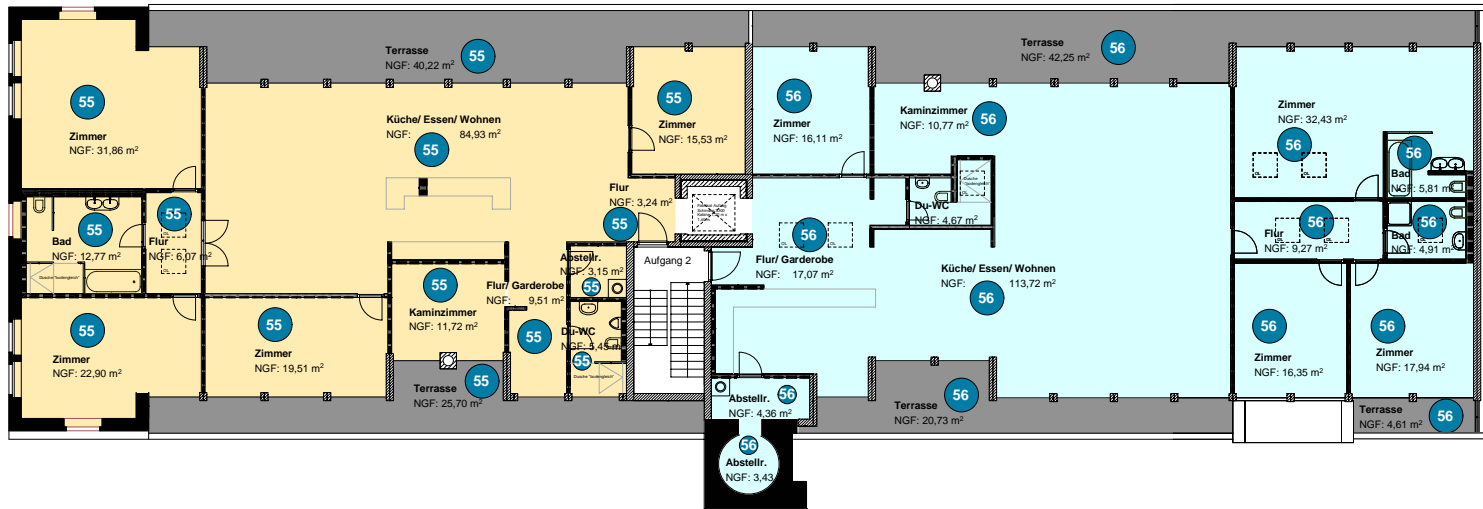 Terrasse
NGF: 40,22 m²
55
Terrasse
NGF: 42,25 m²
56
55
Zimmer
NGF: 31,86 m²
Küche/ Essen/ Wohnen
NGF: 84,93 m²
55
55
Zimmer
NGF: 15,53 m²
56
Zimmer
NGF: 16,11 m²
Kaminzimmer
NGF: 10,77 m²
56
Zimmer
NGF: 32,43 m²
56
56
Bad
NGF: 5,81 m²
55
Bad
NGF: 12,77 m²
Dusche "bodengleich"
55
Flur
NGF: 6,07 m²
Flur
NGF: 3,24 m²
55
Du-WC
NGF: 4,67 m²
56
Flur/ Garderobe
NGF: 17,07 m²
56
Flur
NGF: 9,27 m²
56
Bad
NGF: 4,91 m²
Aufgang 2
Abstellr.
NGF: 3,15 m²
55
55
Kaminzimmer
NGF: 11,72 m²
Flur/ Garderobe
NGF: 9,51 m²
55
Du-WC
NGF: 5,45 m²
55
Dusche "bodengleich"
Küche/ Essen/ Wohnen
NGF: 113,72 m²
56
55
Zimmer
NGF: 22,90 m²
55
Zimmer
NGF: 19,51 m²
56
Zimmer
NGF: 16,35 m²
56
Zimmer
NGF: 17,94 m²
Terrasse
NGF: 25,70 m²
55
Abstellr.
NGF: 4,36 m²
56
Terrasse
NGF: 20,73 m²
56
Terrasse
NGF: 4,61 m²
56
56
Abstellr.
NGF: 3,43